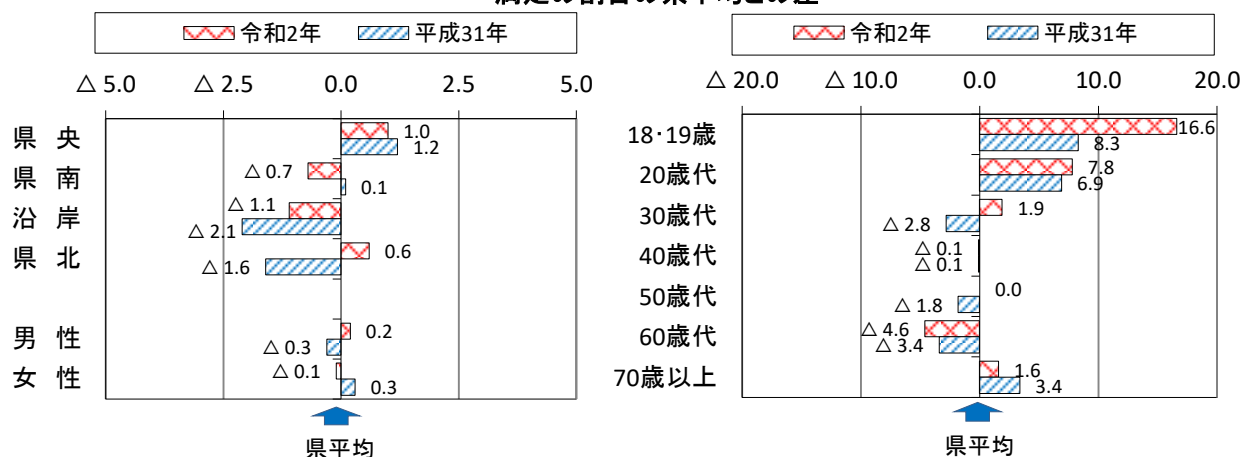 令和2年 平成31年
△ 5.0 △ 2.5 0.0 2.5 5.0
県 央 1.0
1.2
県 南 △ 0.7
0.1
沿 岸 △ 1.1
△ 2.1
県 北 0.6
△ 1.6
男 性 0.2
△ 0.3
女 性 △ 0.1
0.3
県平均
令和2年 平成31年
△ 20.0 △ 10.0 0.0 10.0 20.0
18・19歳 16.6
8.3
20歳代 7.8
6.9
30歳代 1.9
△ 2.8
40歳代 △ 0.1
△ 0.1
50歳代 0.0
△ 1.8
60歳代 △ 4.6
△ 3.4
70歳以上 1.6
3.4
県平均